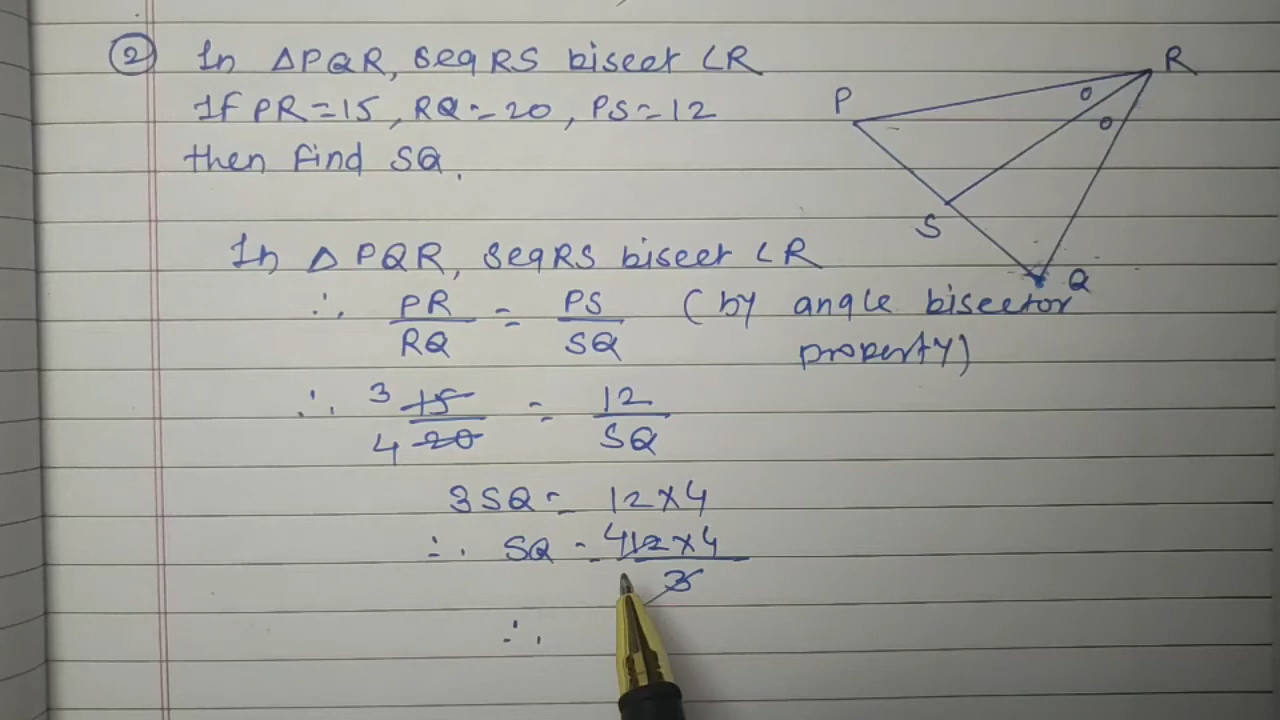 ② In ΔPQR, seg RS bisect ∠R
If PR=15, RQ=20, PS=12
then find SQ.
P
R
S
Q
In Δ PQR, seg RS bisect ∠R
∴ PR/RQ = PS/SQ (by angle bisector
property)
∴ 3 15/4 20 = 12/SQ
3SQ = 12×4
∴ SQ = 4 12×4/3
∴